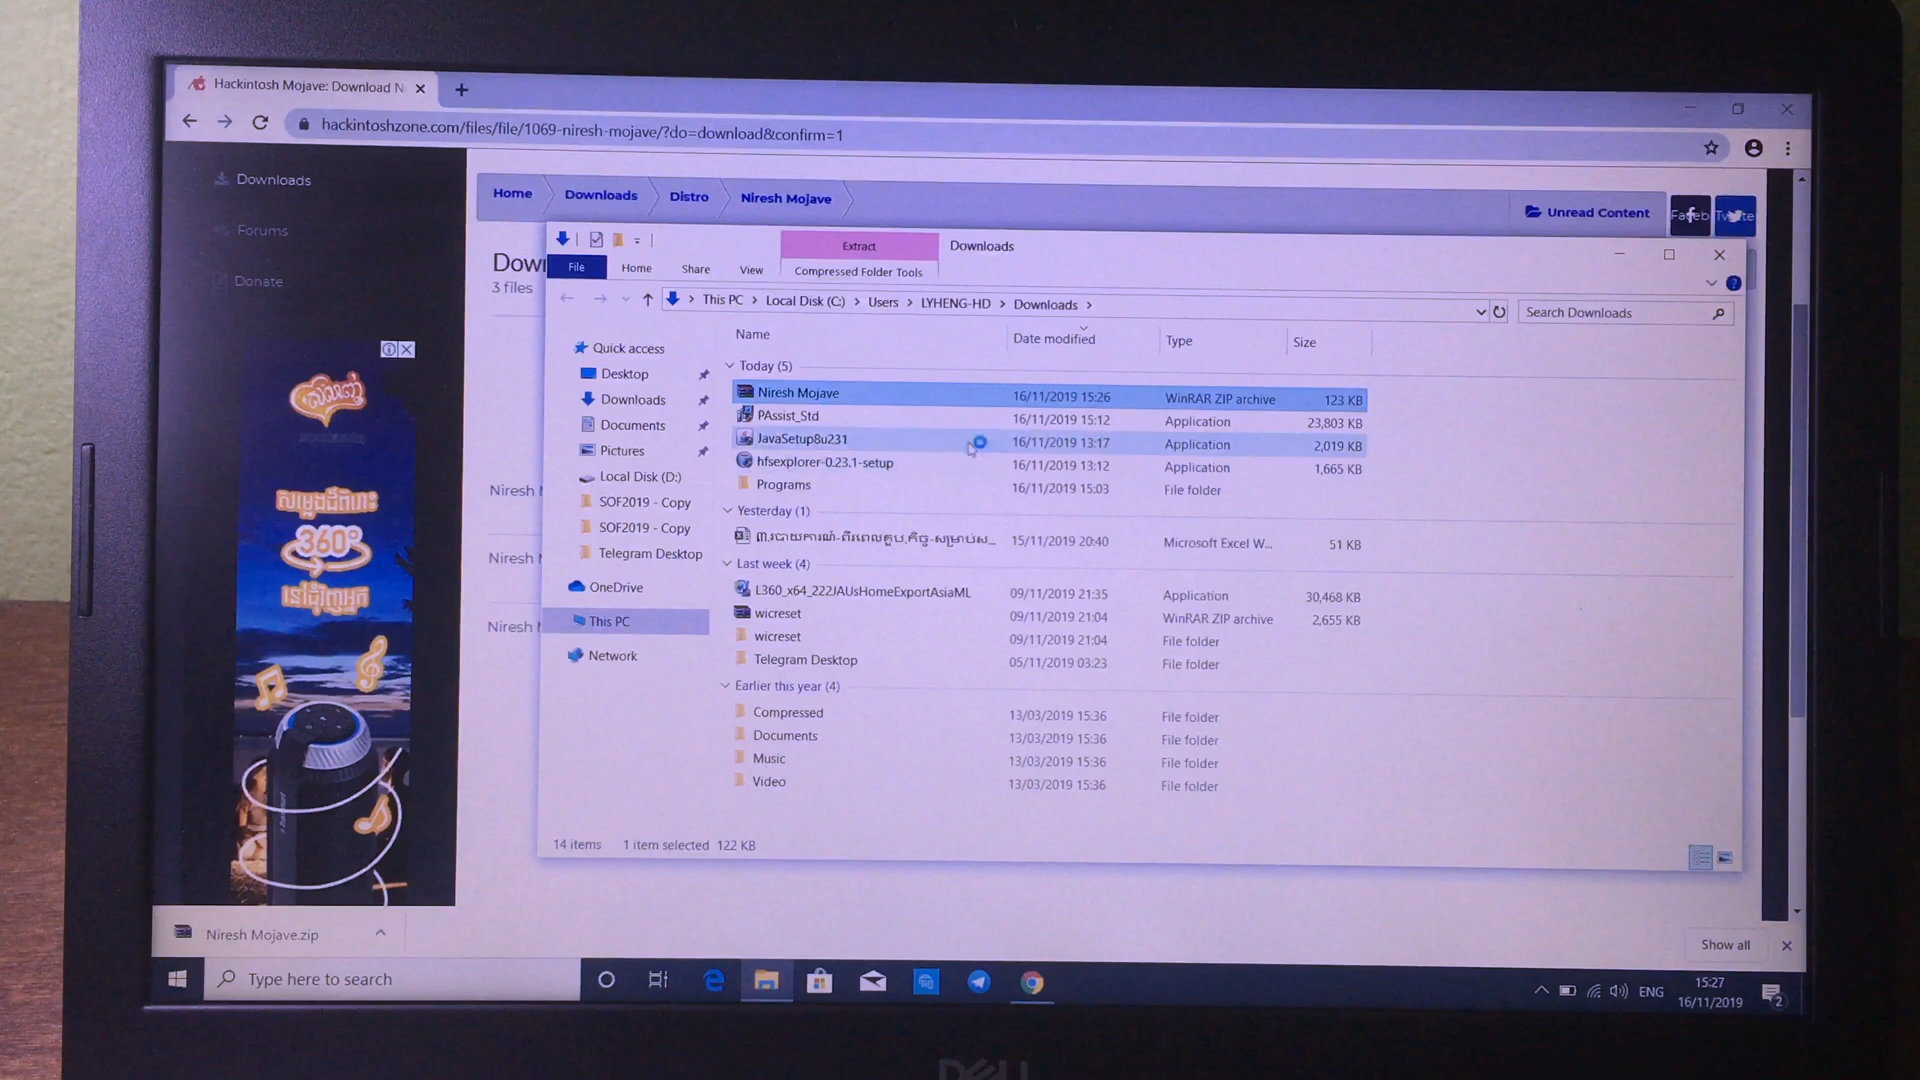 Hackintosh Mojave: Download N
hackintoshzone.com/files/file/1069-niresh-mojave/?do=download&confirm=1
Downloads
Forums
Donate
Home
Downloads
Distro
Niresh Mojave
Unread Content
Faceb
Twitte
Dow
3 files
Niresh
Niresh
Niresh
Extract
Downloads
File
Home
Share
View
Compressed Folder Tools
This PC > Local Disk (C:) > Users > LYHENG-HD > Downloads >
Search Downloads
Name Date modified Type Size
Quick access
Desktop
Downloads
Documents
Pictures
Local Disk (D:)
SOF2019 - Copy
SOF2019 - Copy
Telegram Desktop
OneDrive
This PC
Network
Today (5)
Niresh Mojave 16/11/2019 15:26 WinRAR ZIP archive 123 KB
PAssist_Std 16/11/2019 15:12 Application 23,803 KB
JavaSetup8u231 16/11/2019 13:17 Application 2,019 KB
hfsexplorer-0.23.1-setup 16/11/2019 13:12 Application 1,665 KB
Programs 16/11/2019 15:03 File folder
Yesterday (1)
15/11/2019 20:40 Microsoft Excel W... 51 KB
Last week (4)
L360_x64_222JAUsHomeExportAsiaML 09/11/2019 21:35 Application 30,468 KB
wicreset 09/11/2019 21:04 WinRAR ZIP archive 2,655 KB
wicreset 09/11/2019 21:04 File folder
Telegram Desktop 05/11/2019 03:23 File folder
Earlier this year (4)
Compressed 13/03/2019 15:36 File folder
Documents 13/03/2019 15:36 File folder
Music 13/03/2019 15:36 File folder
Video 13/03/2019 15:36 File folder
14 items 1 item selected 122 KB
360°
Niresh Mojave.zip
Show all
Type here to search
ENG
15:27
16/11/2019
2
DELL